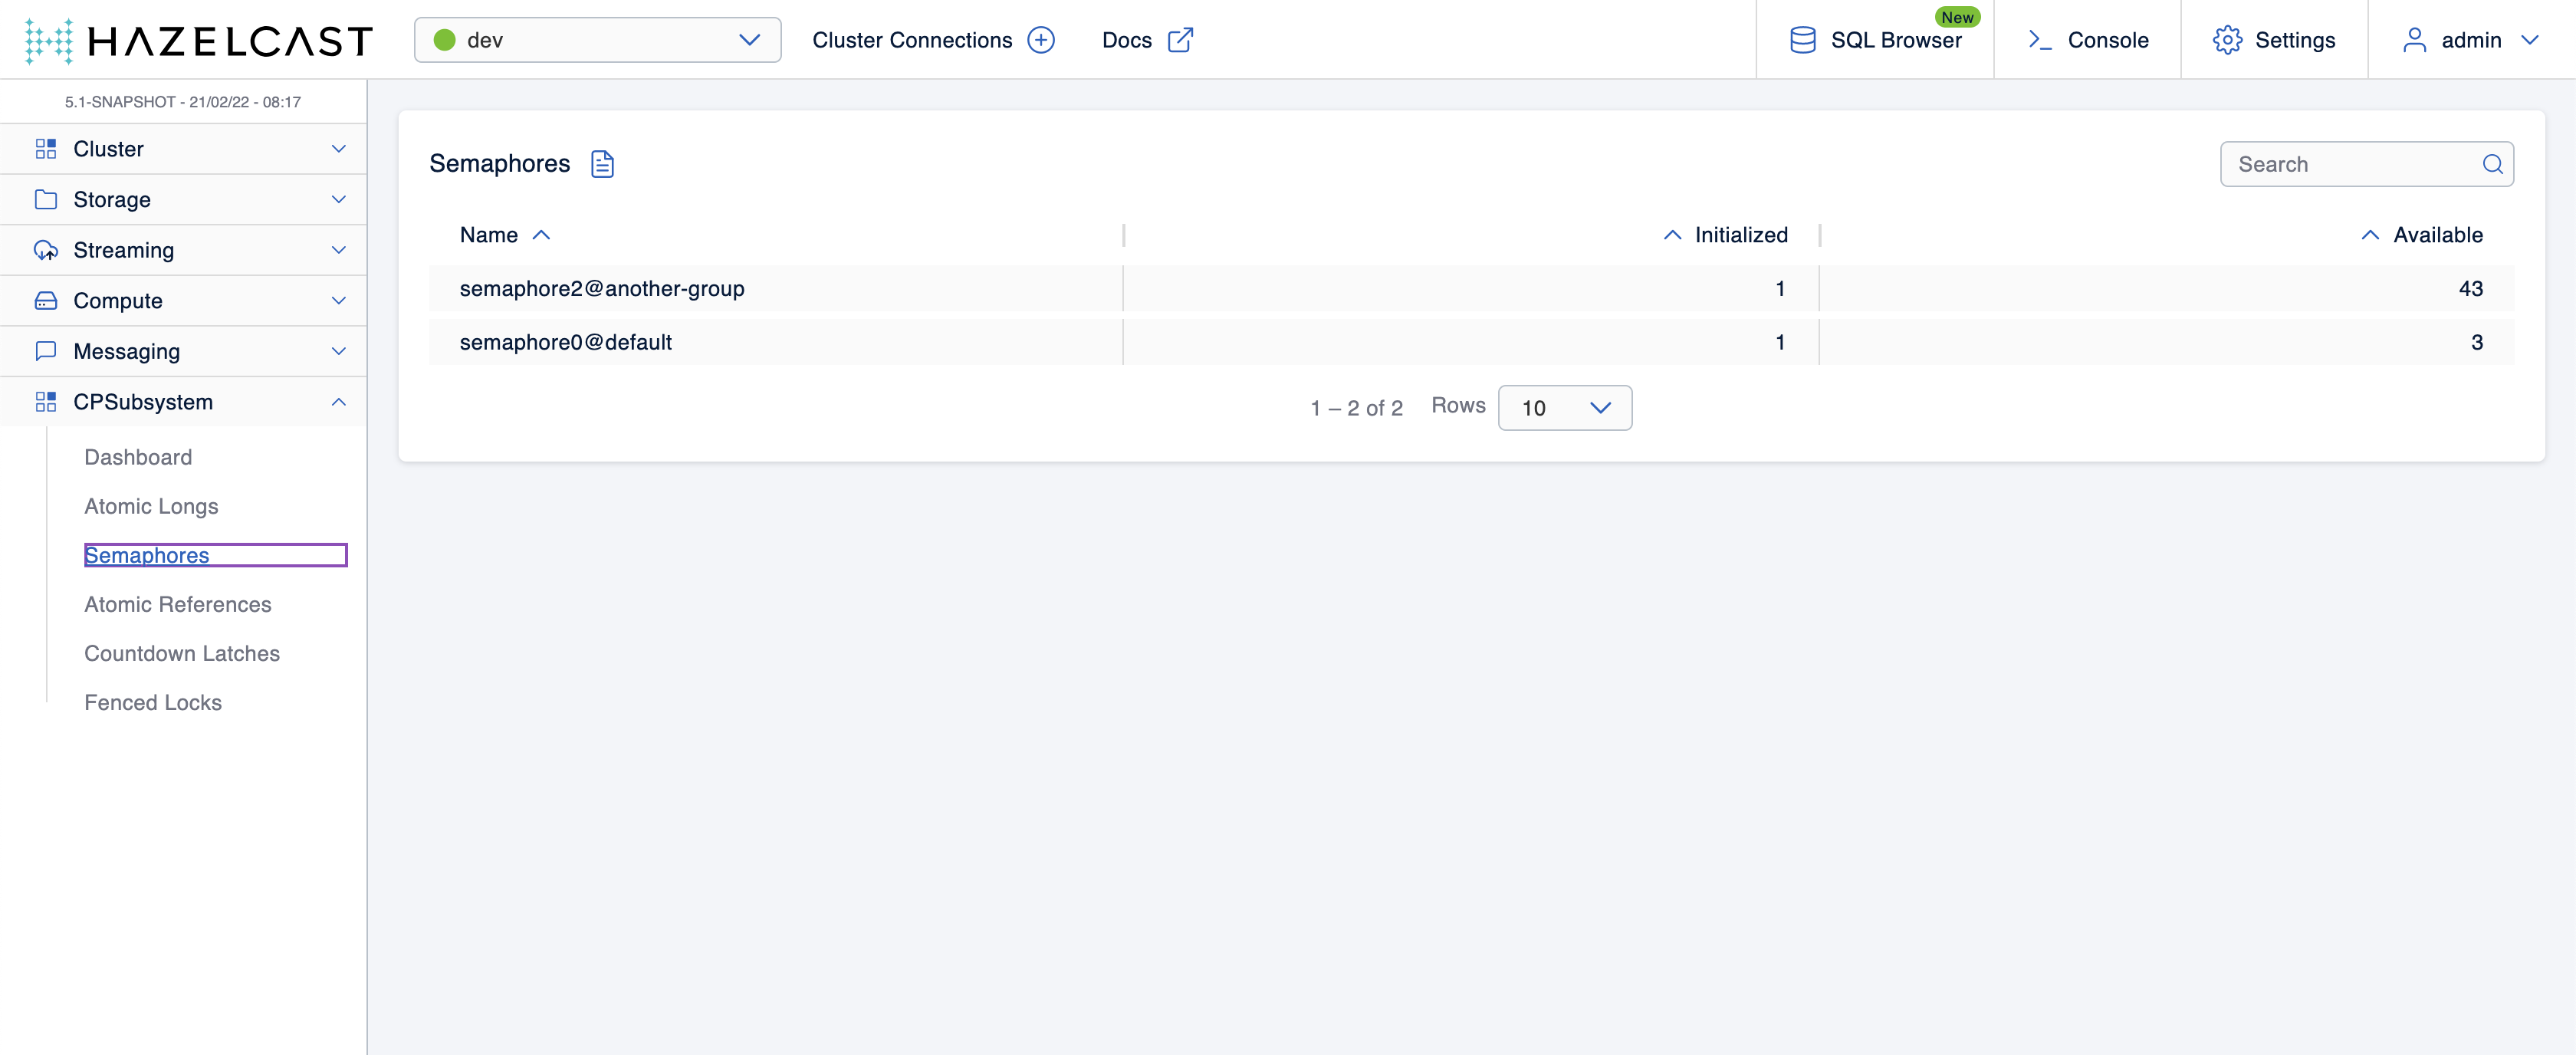 HAZELCAST
dev
Cluster Connections
Docs
New
SQL Browser
Console
Settings
admin
5.1-SNAPSHOT - 21/02/22 - 08:17
Cluster
Storage
Streaming
Compute
Messaging
CPSubsystem
Dashboard
Atomic Longs
Semaphores
Atomic References
Countdown Latches
Fenced Locks
Semaphores
Search
Name Initialized Available
semaphore2@another-group 1 43
semaphore0@default 1 3
1 – 2 of 2 Rows 10